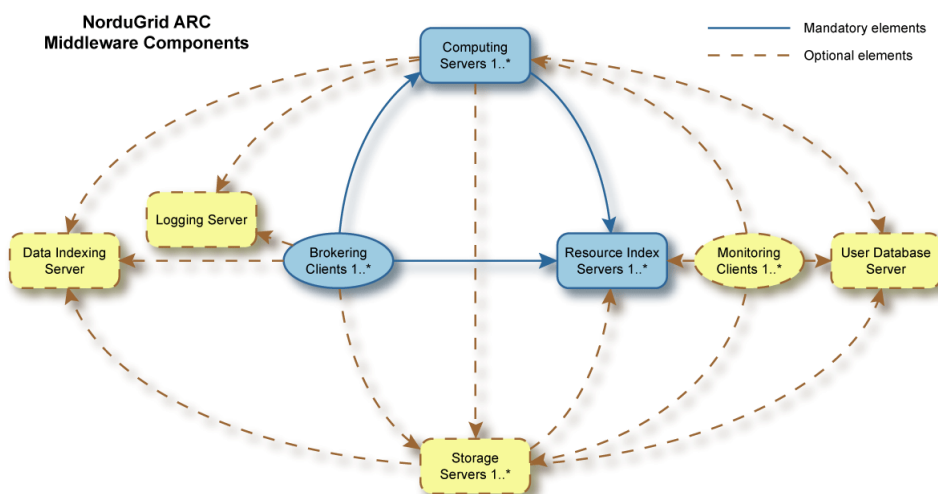 NorduGrid ARC
Middleware Components
Mandatory elements
Optional elements
Computing
Servers 1..*
Logging Server
Data Indexing
Server
Brokering
Clients 1..*
Resource Index
Servers 1..*
Monitoring
Clients 1..*
User Database
Server
Storage
Servers 1..*